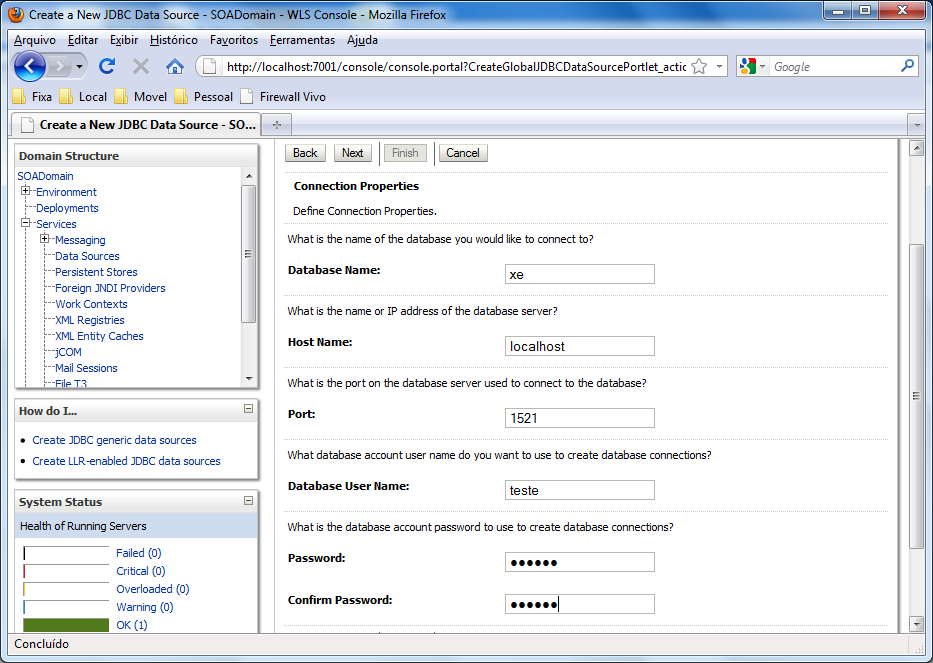 Create a New JDBC Data Source - SOADomain - WLS Console - Mozilla Firefox
Arquivo Editar Exibir Histórico Favoritos Ferramentas Ajuda
http://localhost:7001/console/console.portal?CreateGlobalJDBCDataSourcePortlet_actic
Google
Fixa Local Movel Pessoal Firewall Vivo
Create a New JDBC Data Source - SO...
Domain Structure
SOADomain
Environment
Deployments
Services
Messaging
Data Sources
Persistent Stores
Foreign JNDI Providers
Work Contexts
XML Registries
XML Entity Caches
jCOM
Mail Sessions
File T3
How do I...
Create JDBC generic data sources
Create LLR-enabled JDBC data sources
System Status
Health of Running Servers
Failed (0)
Critical (0)
Overloaded (0)
Warning (0)
OK (1)
Back Next Finish Cancel
Connection Properties
Define Connection Properties.
What is the name of the database you would like to connect to?
Database Name: xe
What is the name or IP address of the database server?
Host Name: localhost
What is the port on the database server used to connect to the database?
Port: 1521
What database account user name do you want to use to create database connections?
Database User Name: teste
What is the database account password to use to create database connections?
Password: ●●●●●●
Confirm Password: ●●●●●●
Concluído